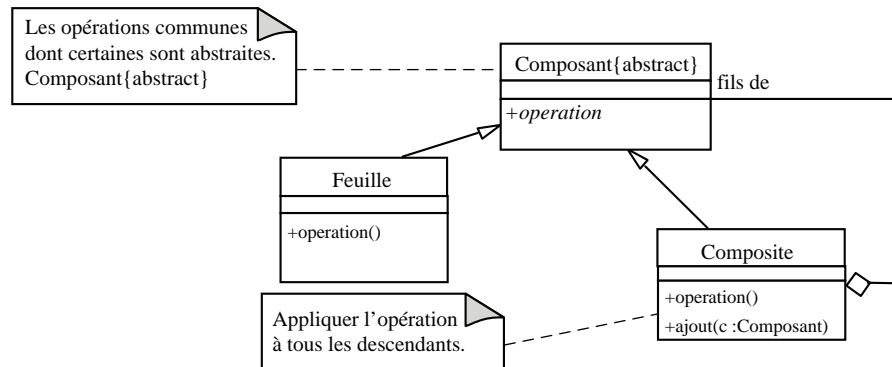 Les opérations communes
dont certaines sont abstraites.
Composant{abstract}
Composant{abstract}
fils de
+operation
Feuille
+operation()
Composite
+operation()
+ajout(c :Composant)
Appliquer l’opération
à tous les descendants.